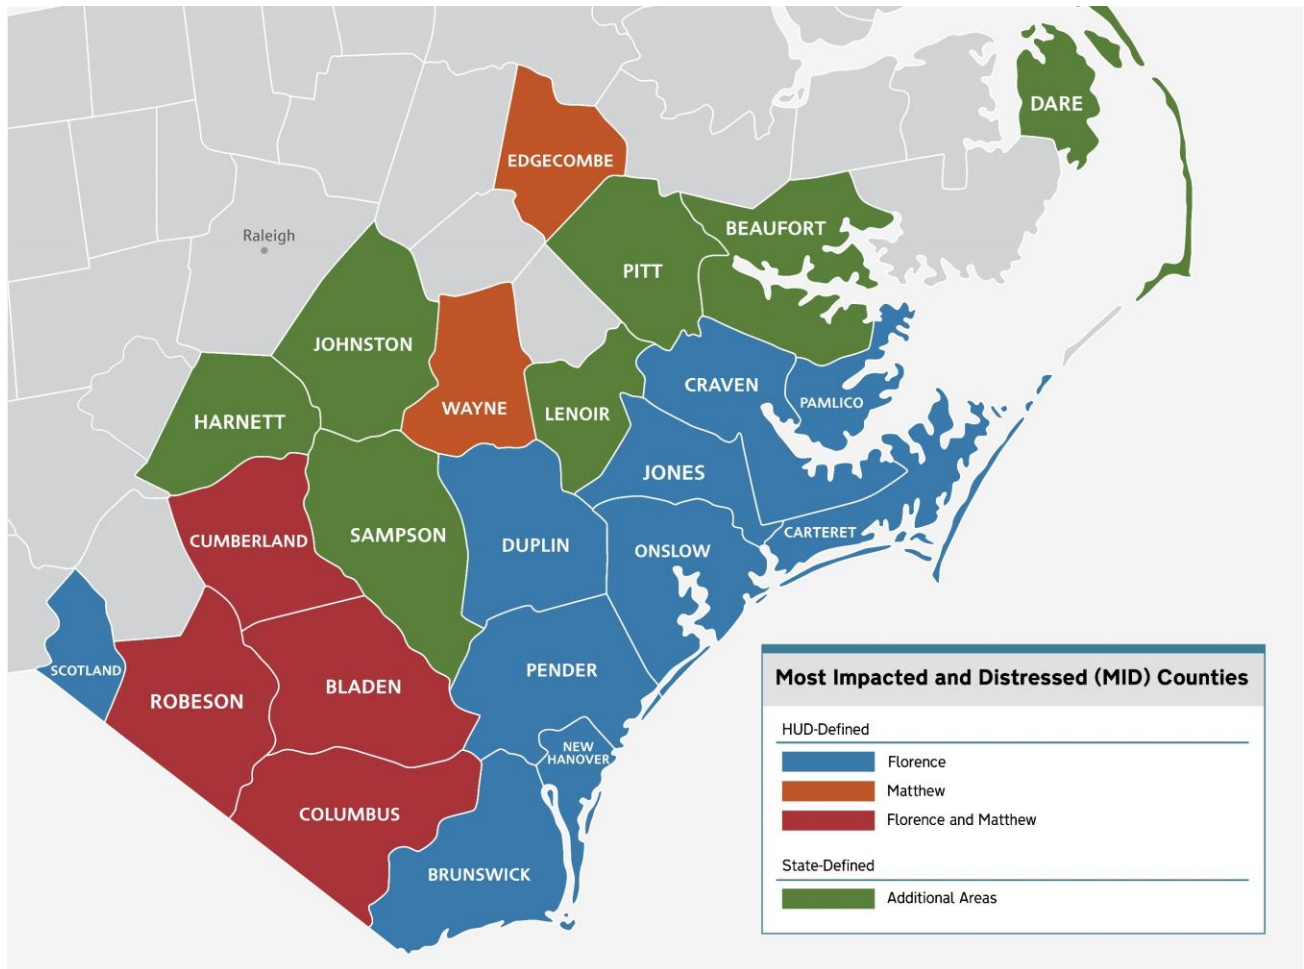 DARE
EDGECOMBE
BEAUFORT
Raleigh
PITT
JOHNSTON
CRAVEN
PAMLICO
WAYNE
LENOIR
HARNETT
JONES
CARTERET
SAMPSON
CUMBERLAND
DUPLIN
ONSLOW
SCOTLAND
PENDER
BLADEN
ROBESON
NEW
HANOVER
COLUMBUS
BRUNSWICK
Most Impacted and Distressed (MID) Counties
HUD-Defined
Florence
Matthew
Florence and Matthew
State-Defined
Additional Areas